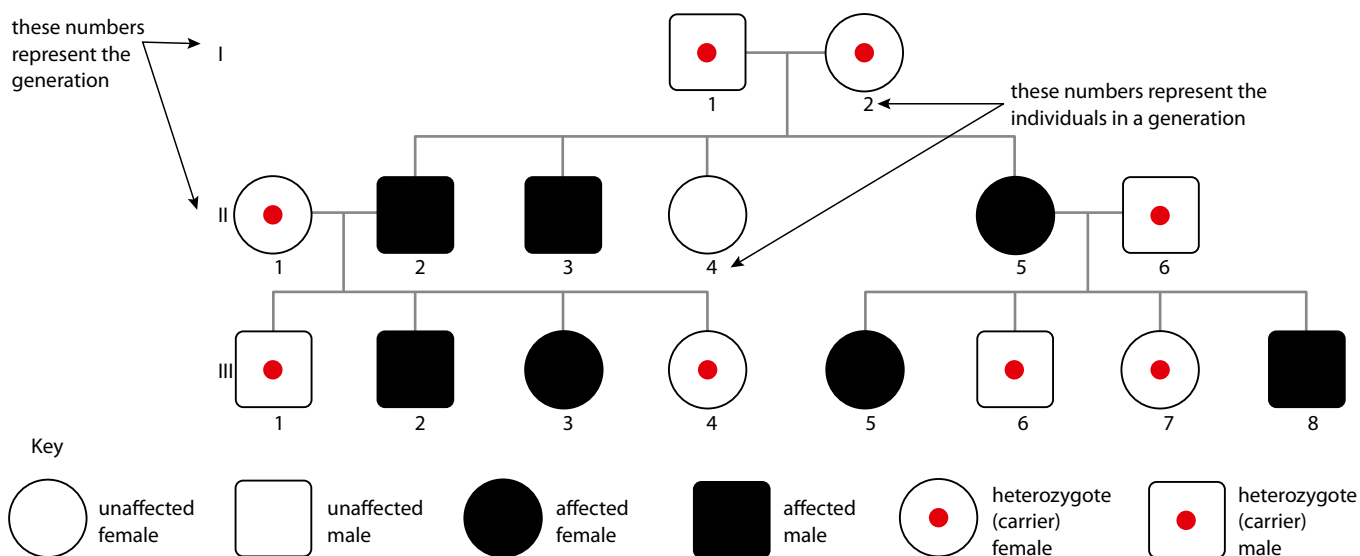 these numbers
represent the
generation
I
1
2
these numbers represent the
individuals in a generation
II
1
2
3
4
5
6
III
1
2
3
4
5
6
7
8
Key
unaffected
female
unaffected
male
affected
female
affected
male
heterozygote
(carrier)
female
heterozygote
(carrier)
male